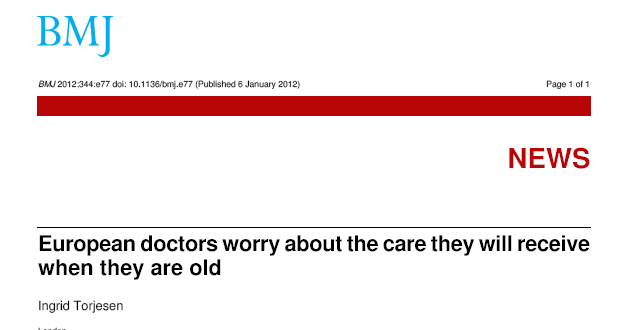 BMJ
BMJ 2012;344:e77 doi: 10.1136/bmj.e77 (Published 6 January 2012)
Page 1 of 1
NEWS
European doctors worry about the care they will receive
when they are old
Ingrid Torjesen